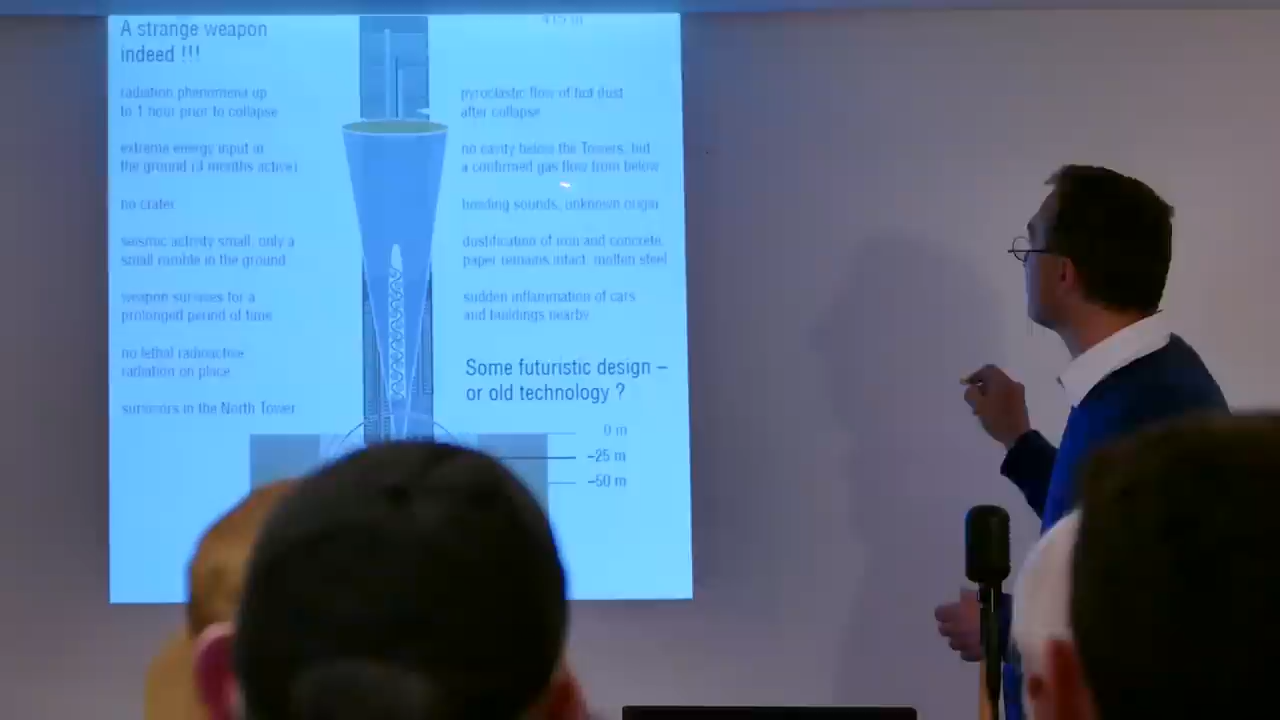 A strange weapon
indeed !!!
radiation phenomena up
to 1 hour prior to collapse
extreme energy input in
the ground (3 months active)
no crater
seismic activity small, only a
small rumble in the ground
weapon survives for a
prolonged period of time
no lethal radioactive
radiation on place
survivors in the North Tower
415 m
pyroclastic flow of hot dust
after collapse
no cavity below the Towers, but
a confirmed gas flow from below
howling sounds, unknown origin
dustification of iron and concrete,
paper remains intact, molten steel
sudden inflammation of cars
and buildings nearby
Some futuristic design –
or old technology ?
0 m
–25 m
–50 m